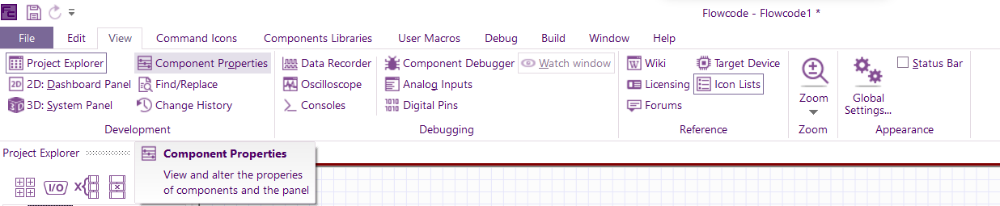 FC
Flowcode - Flowcode1 *
File Edit View Command Icons Components Libraries User Macros Debug Build Window Help
Project Explorer Component Properties Data Recorder Component Debugger Watch window Wiki Target Device Status Bar
2D 2D: Dashboard Panel Find/Replace Oscilloscope Analog Inputs Licensing Icon Lists
3D 3D: System Panel Change History Consoles Digital Pins Forums
Zoom Global
Settings...
Development Debugging Reference Zoom Appearance
Project Explorer
Component Properties
View and alter the properies
of components and the panel
I/O X